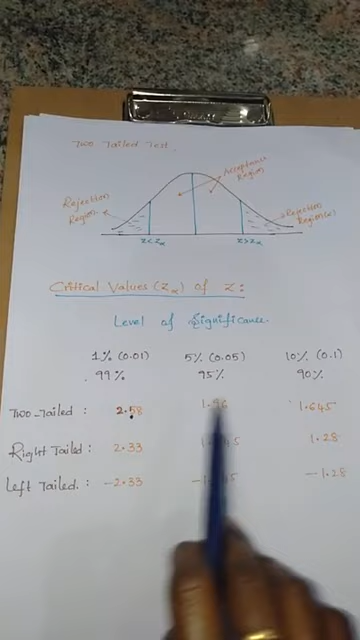 Two Tailed Test.
Acceptance
Region
Rejection
Region
Rejection
Region(α)
Z<Zα
Z>Zα
Critical Values (Zα) of Z:
Level of Significance.
1% (0.01) 5% (0.05) 10% (0.1)
99% 95% 90%
Two-Tailed : 2.58 1.96 1.645
Right Tailed : 2.33 1.28
Left Tailed. : -2.33 -1.28